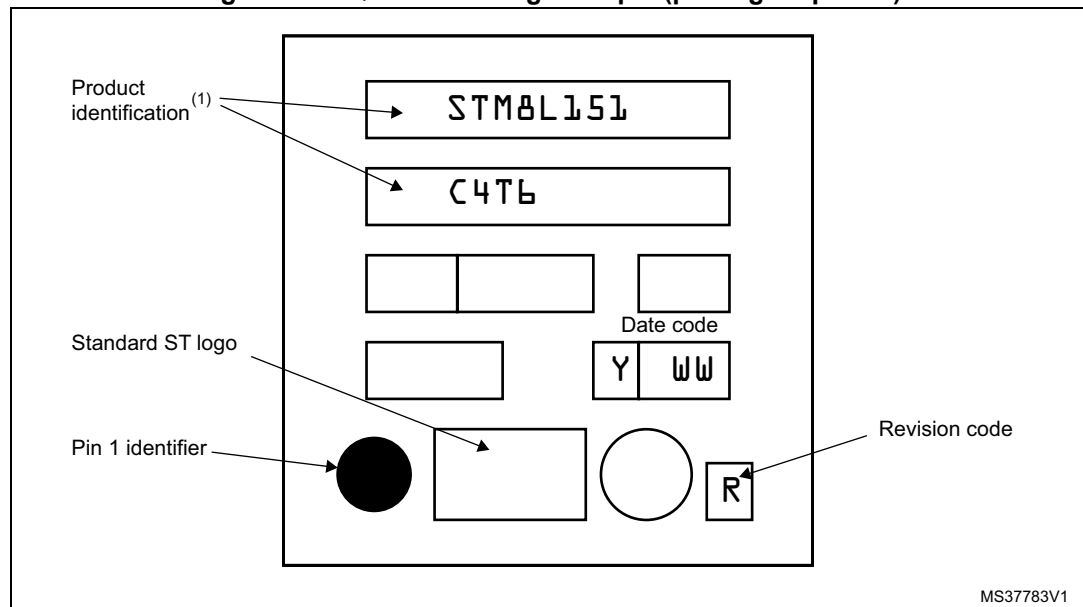 Product
identification (1)
STM8L151
C4T6
Date code
Standard ST logo
Y WW
Pin 1 identifier
Revision code
R
MS37783V1